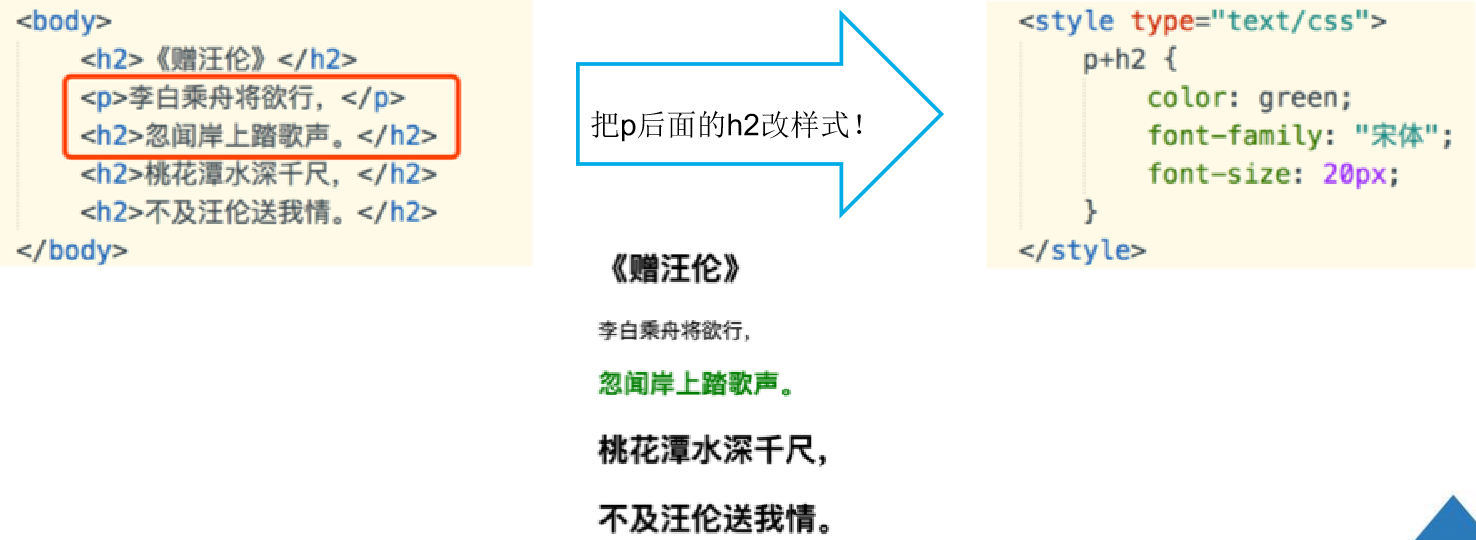 <body>
<h2>《赠汪伦》</h2>
<p>李白乘舟将欲行，</p>
<h2>忽闻岸上踏歌声。</h2>
<h2>桃花潭水深千尺，</h2>
<h2>不及汪伦送我情。</h2>
</body>
把p后面的h2改样式！
<style type="text/css">
p+h2 {
color: green;
font-family: "宋体";
font-size: 20px;
}
</style>
《赠汪伦》
李白乘舟将欲行，
忽闻岸上踏歌声。
桃花潭水深千尺，
不及汪伦送我情。